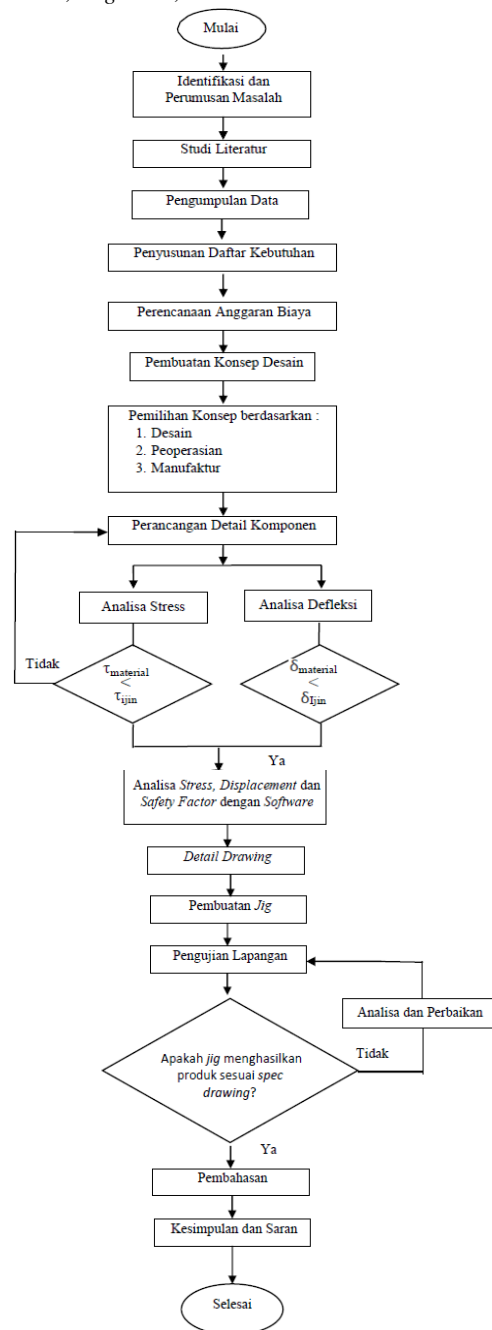 Mulai
Identifikasi dan
Perumusan Masalah
Studi Literatur
Pengumpulan Data
Penyusunan Daftar Kebutuhan
Perencanaan Anggaran Biaya
Pembuatan Konsep Desain
Pemilihan Konsep berdasarkan :
1. Desain
2. Peoperasian
3. Manufaktur
Perancangan Detail Komponen
Analisa Stress
Analisa Defleksi
Tidak
τmaterial
<
τijin
δmaterial
<
δIjin
Ya
Analisa Stress, Displacement dan
Safety Factor dengan Software
Detail Drawing
Pembuatan Jig
Pengujian Lapangan
Analisa dan Perbaikan
Tidak
Apakah jig menghasilkan
produk sesuai spec
drawing?
Ya
Pembahasan
Kesimpulan dan Saran
Selesai